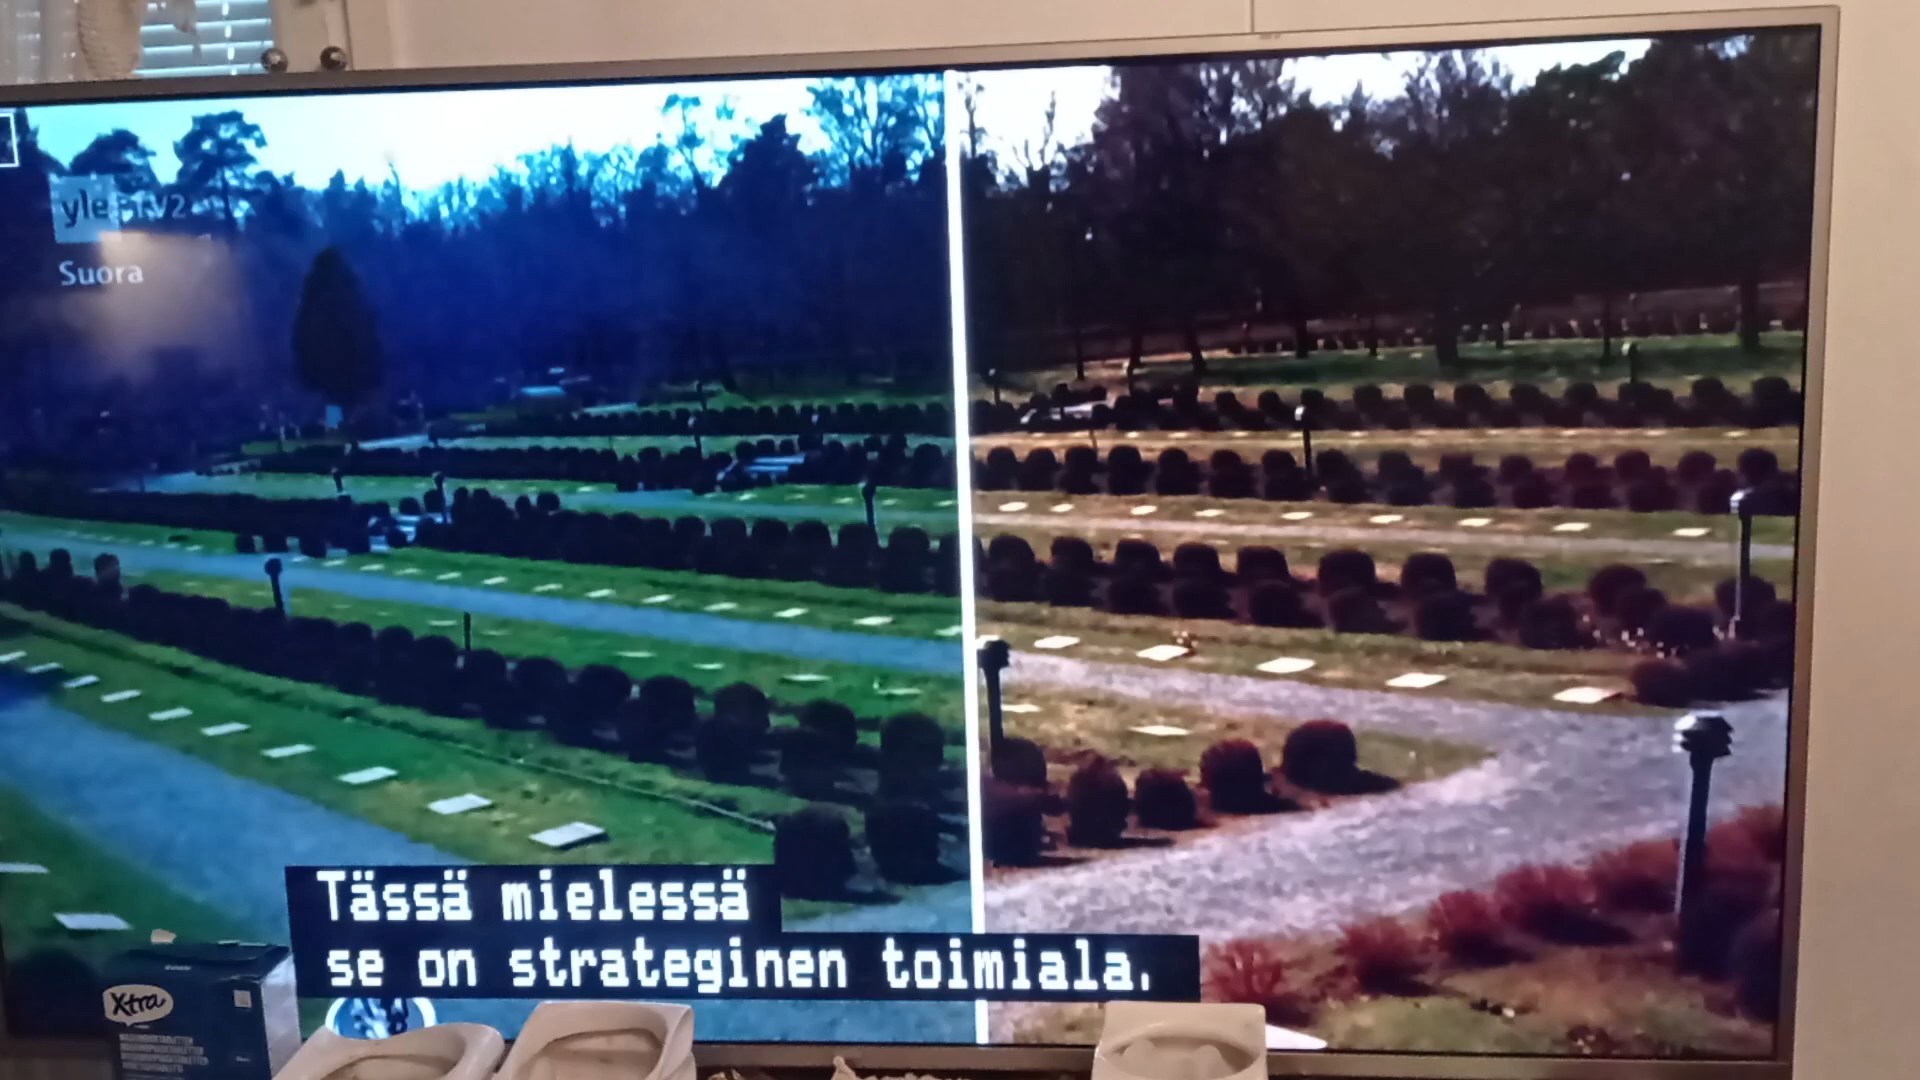 yle TV2
Suora
Tässä mielessä
se on strateginen toimiala.
Xtra